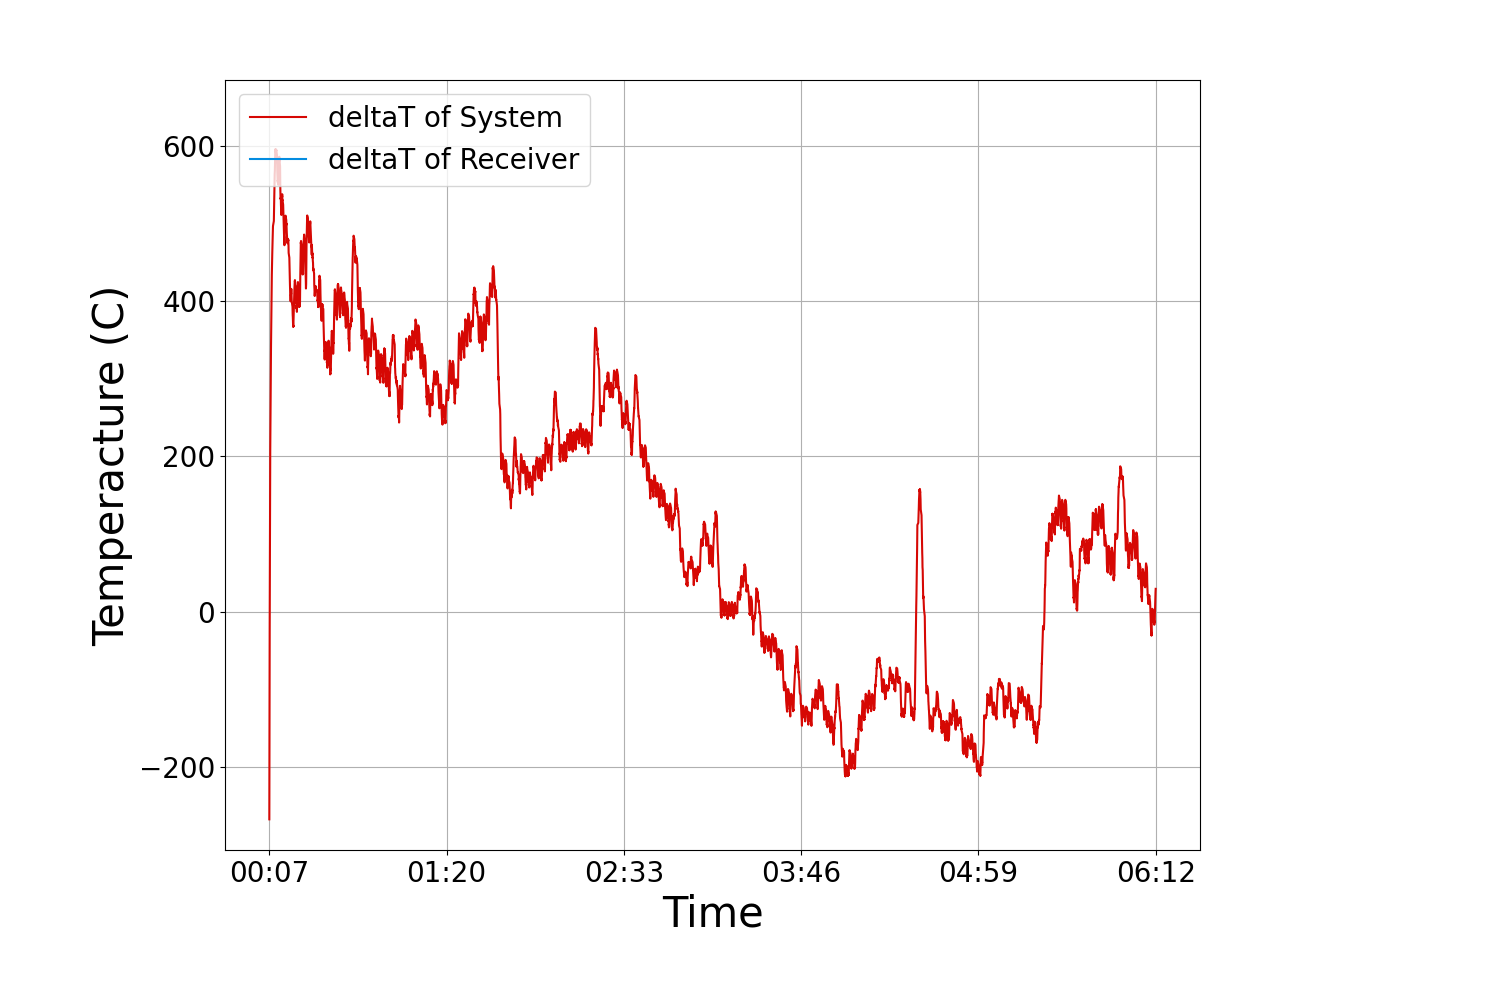 deltaT of System
deltaT of Receiver
600
400
200
0
−200
Temperacture (C)
00:07 01:20 02:33 03:46 04:59 06:12
Time